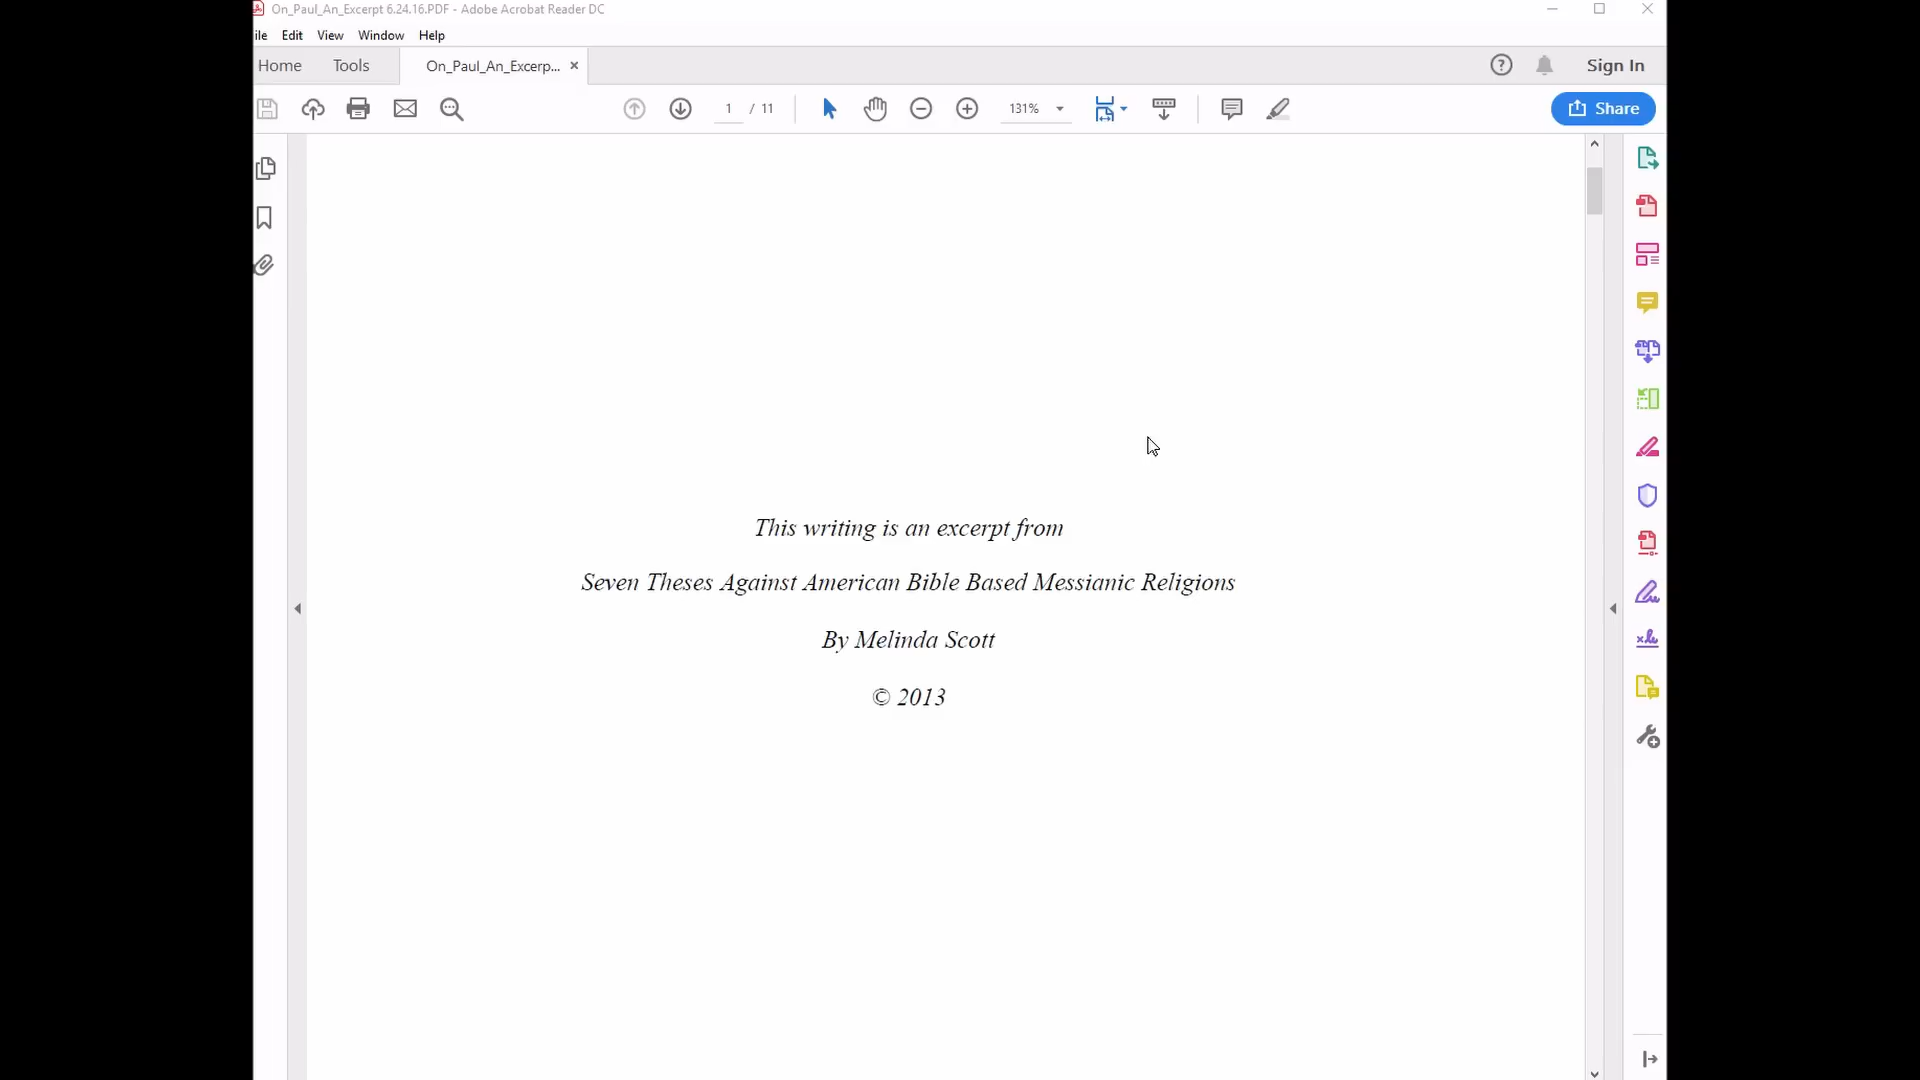 On_Paul_An_Excerpt 6.24.16.PDF - Adobe Acrobat Reader DC
ile Edit View Window Help
Home Tools On_Paul_An_Excerp... Sign In
1 / 11 131% Share
This writing is an excerpt from
Seven Theses Against American Bible Based Messianic Religions
By Melinda Scott
© 2013